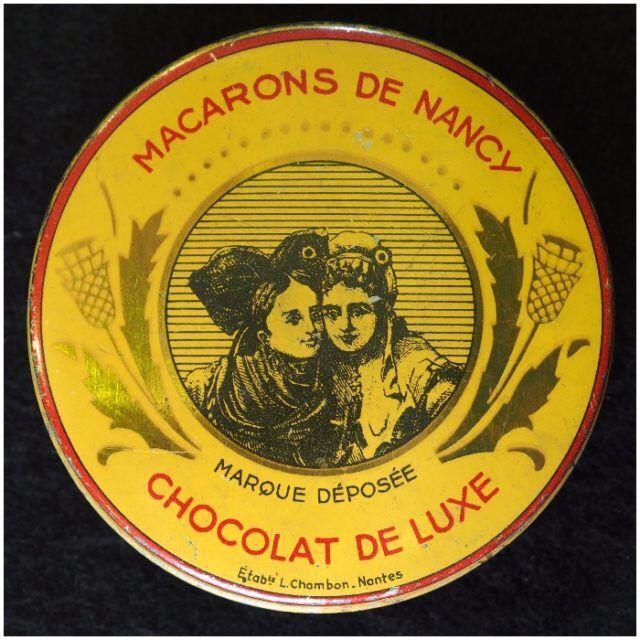 MACARONS DE NANCY
MARQUE DÉPOSÉE
CHOCOLAT DE LUXE
Étabts L. Chambon - Nantes